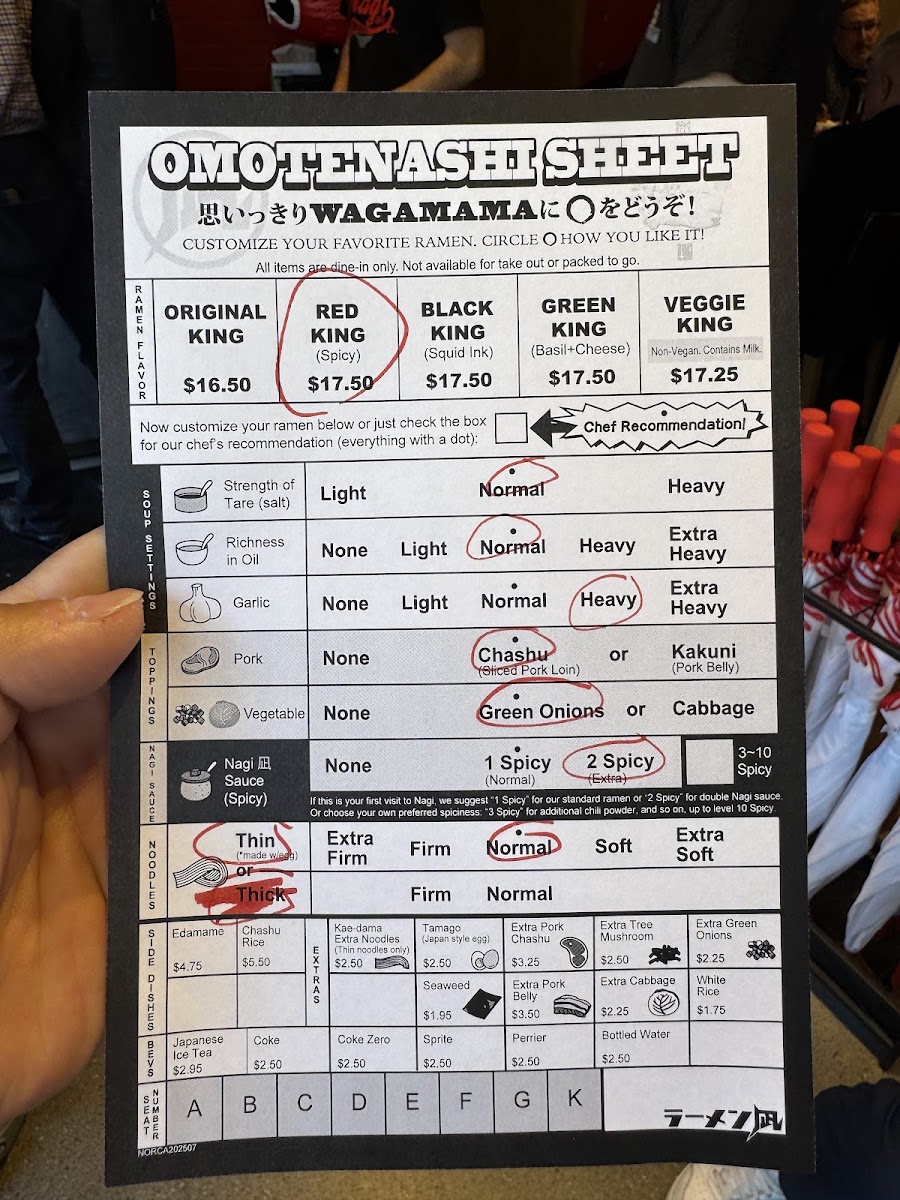 OMOTENASHI SHEET
思いっきりWAGAMAMAに〇をどうぞ!
CUSTOMIZE YOUR FAVORITE RAMEN. CIRCLE O HOW YOU LIKE IT!
All items are dine-in only. Not available for take out or packed to go.
RAMEN FLAVOR
ORIGINAL KING
$16.50
RED KING
(Spicy)
$17.50
BLACK KING
(Squid Ink)
$17.50
GREEN KING
(Basil+Cheese)
$17.50
VEGGIE KING
Non-Vegan. Contains Milk.
$17.25
Now customize your ramen below or just check the box
for our chef's recommendation (everything with a dot):
Chef Recommendation!
SOUP SETTINGS
Strength of Tare (salt)
Light Normal Heavy
Richness in Oil
None Light Normal Heavy Extra Heavy
Garlic
None Light Normal Heavy Extra Heavy
TOPPINGS
Pork
None Chashu or Kakuni
(Sliced Pork Loin) (Pork Belly)
Vegetable
None Green Onions or Cabbage
NAGI SAUCE
Nagi 凪 Sauce (Spicy)
None 1 Spicy 2 Spicy 3~10 Spicy
(Normal) (Extra)
If this is your first visit to Nagi, we suggest "1 Spicy" for our standard ramen or "2 Spicy" for double Nagi sauce.
Or choose your own preferred spiciness: "3 Spicy" for additional chili powder, and so on, up to level 10 Spicy.
NOODLES
Thin
(*made w/egg)
or
Thick
Extra Firm Firm Normal Soft Extra Soft
Firm Normal
SIDE DISHES
Edamame
$4.75
Chashu Rice
$5.50
EXTRAS
Kae-dama
Extra Noodles
(Thin noodles only)
$2.50
Tamago
(Japan style egg)
$2.50
Extra Pork Chashu
$3.25
Extra Tree Mushroom
$2.50
Extra Green Onions
$2.25
Seaweed
$1.95
Extra Pork Belly
$3.50
Extra Cabbage
$2.25
White Rice
$1.75
BEVS
Japanese Ice Tea
$2.95
Coke
$2.50
Coke Zero
$2.50
Sprite
$2.50
Perrier
$2.50
Bottled Water
$2.50
SEAT NUMBER
A B C D E F G K
ラーメン凪
NORCA202507